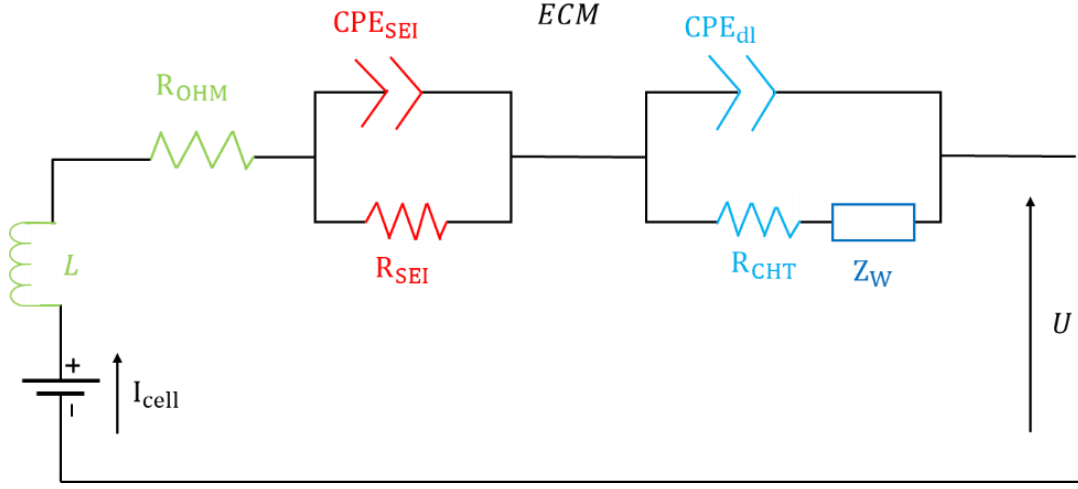 ECM
CPE_SEI
CPE_dl
R_OHM
R_SEI
R_CHT
Z_W
L
U
+
−
I_cell